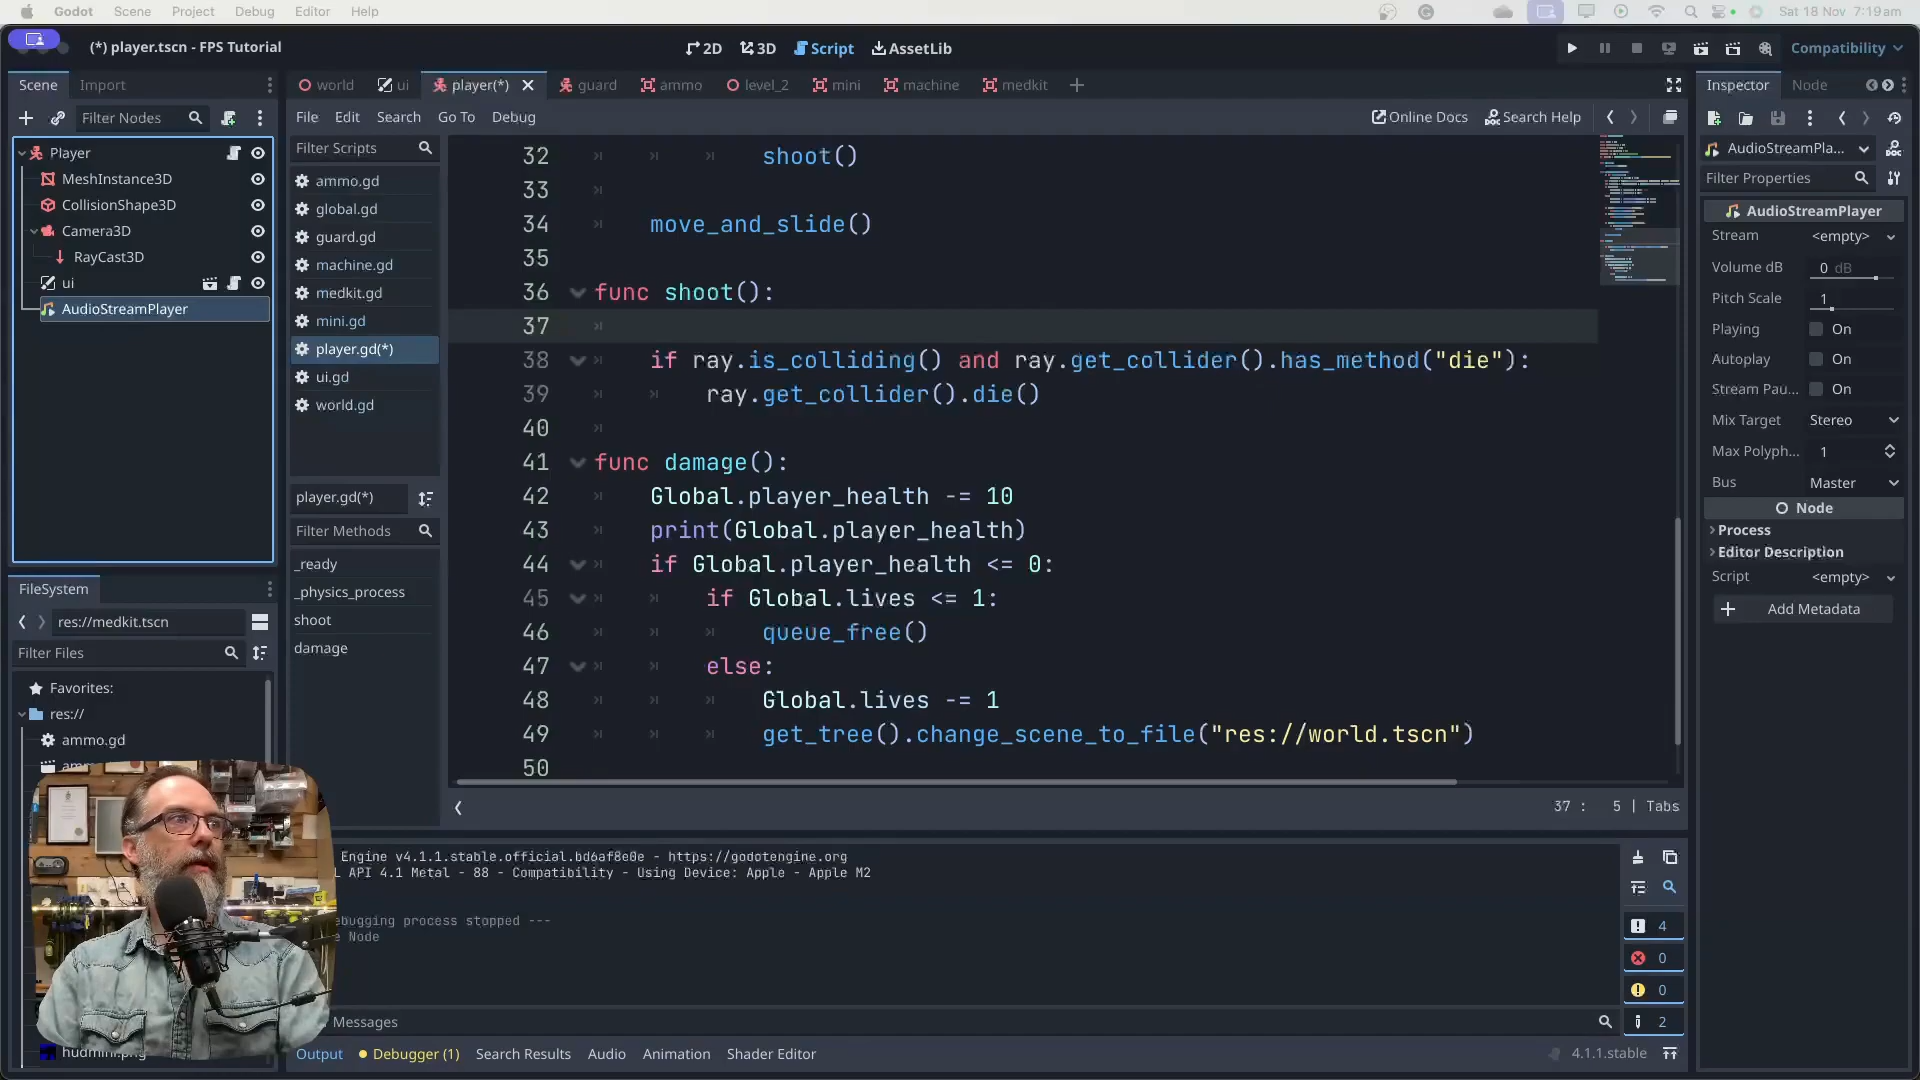 Godot Scene Project Debug Editor Help
Sat 18 Nov 7:19 am
(*) player.tscn - FPS Tutorial
2D 3D Script AssetLib
Compatibility
Scene Import
world ui player(*) guard ammo level_2 mini machine medkit
Inspector Node
Filter Nodes
File Edit Search Go To Debug
Online Docs Search Help
Player
MeshInstance3D
CollisionShape3D
Camera3D
RayCast3D
ui
AudioStreamPlayer
Filter Scripts
ammo.gd
global.gd
guard.gd
machine.gd
medkit.gd
mini.gd
player.gd(*)
ui.gd
world.gd
player.gd(*)
Filter Methods
_ready
_physics_process
shoot
damage
32 shoot()
33
34 move_and_slide()
35
36 func shoot():
37
38 if ray.is_colliding() and ray.get_collider().has_method("die"):
39 ray.get_collider().die()
40
41 func damage():
42 Global.player_health -= 10
43 print(Global.player_health)
44 if Global.player_health <= 0:
45 if Global.lives <= 1:
46 queue_free()
47 else:
48 Global.lives -= 1
49 get_tree().change_scene_to_file("res://world.tscn")
50
37 : 5 | Tabs
AudioStreamPla...
Filter Properties
AudioStreamPlayer
Stream <empty>
Volume dB 0 dB
Pitch Scale 1
Playing On
Autoplay On
Stream Pau... On
Mix Target Stereo
Max Polyph... 1
Bus Master
Node
Process
Editor Description
Script <empty>
Add Metadata
FileSystem
res://medkit.tscn
Filter Files
Favorites:
res://
ammo.gd
hudmini.png
Engine v4.1.1.stable.official.bd6af8e0e - https://godotengine.org
API 4.1 Metal - 88 - Compatibility - Using Device: Apple - Apple M2
ebugging process stopped ---
Node
4
0
0
2
Messages
Output Debugger (1) Search Results Audio Animation Shader Editor
4.1.1.stable